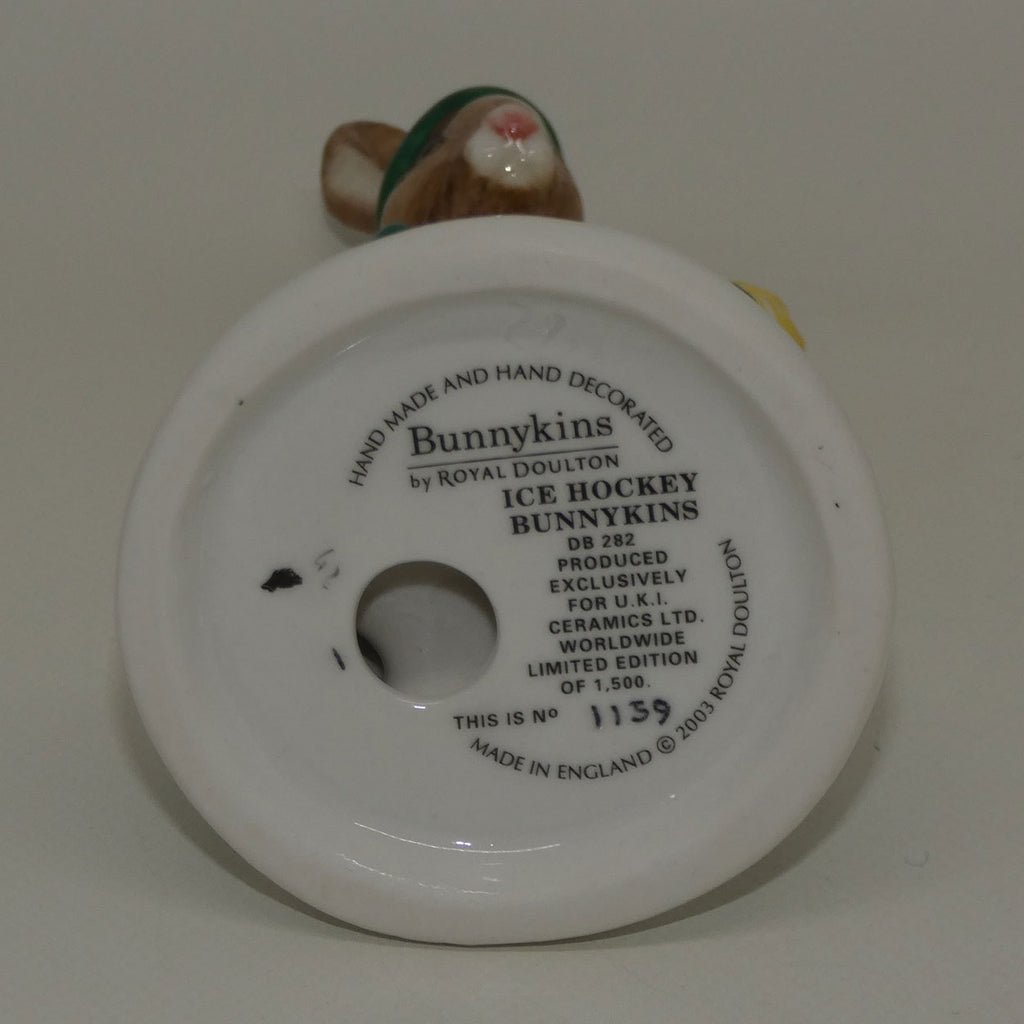 HAND MADE AND HAND DECORATED
Bunnykins
by ROYAL DOULTON
ICE HOCKEY
BUNNYKINS
DB 282
PRODUCED
EXCLUSIVELY
FOR U.K.I.
CERAMICS LTD.
WORLDWIDE
LIMITED EDITION
OF 1,500.
THIS IS Nº 1159
MADE IN ENGLAND © 2003 ROYAL DOULTON